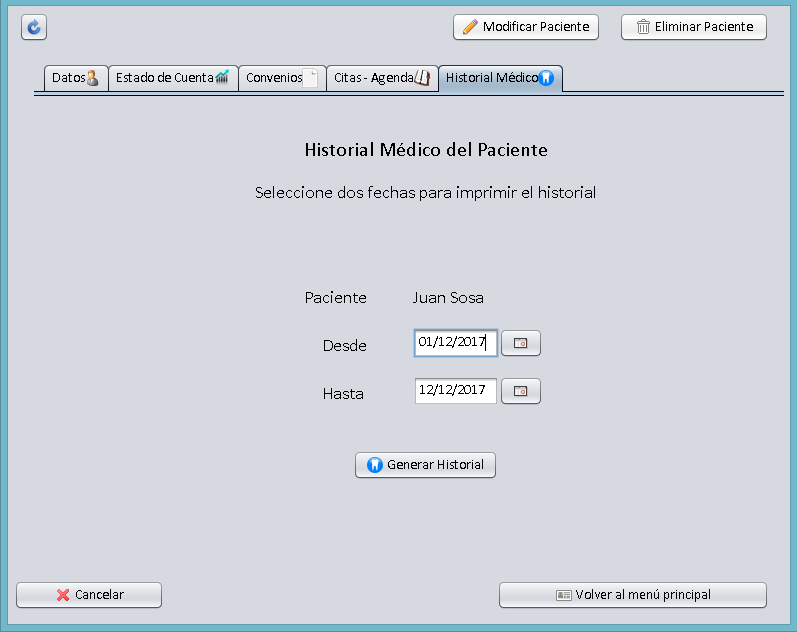 Modificar Paciente
Eliminar Paciente
Datos
Estado de Cuenta
Convenios
Citas - Agenda
Historial Médico
Historial Médico del Paciente
Seleccione dos fechas para imprimir el historial
Paciente Juan Sosa
Desde 01/12/2017
Hasta 12/12/2017
Generar Historial
Cancelar
Volver al menú principal